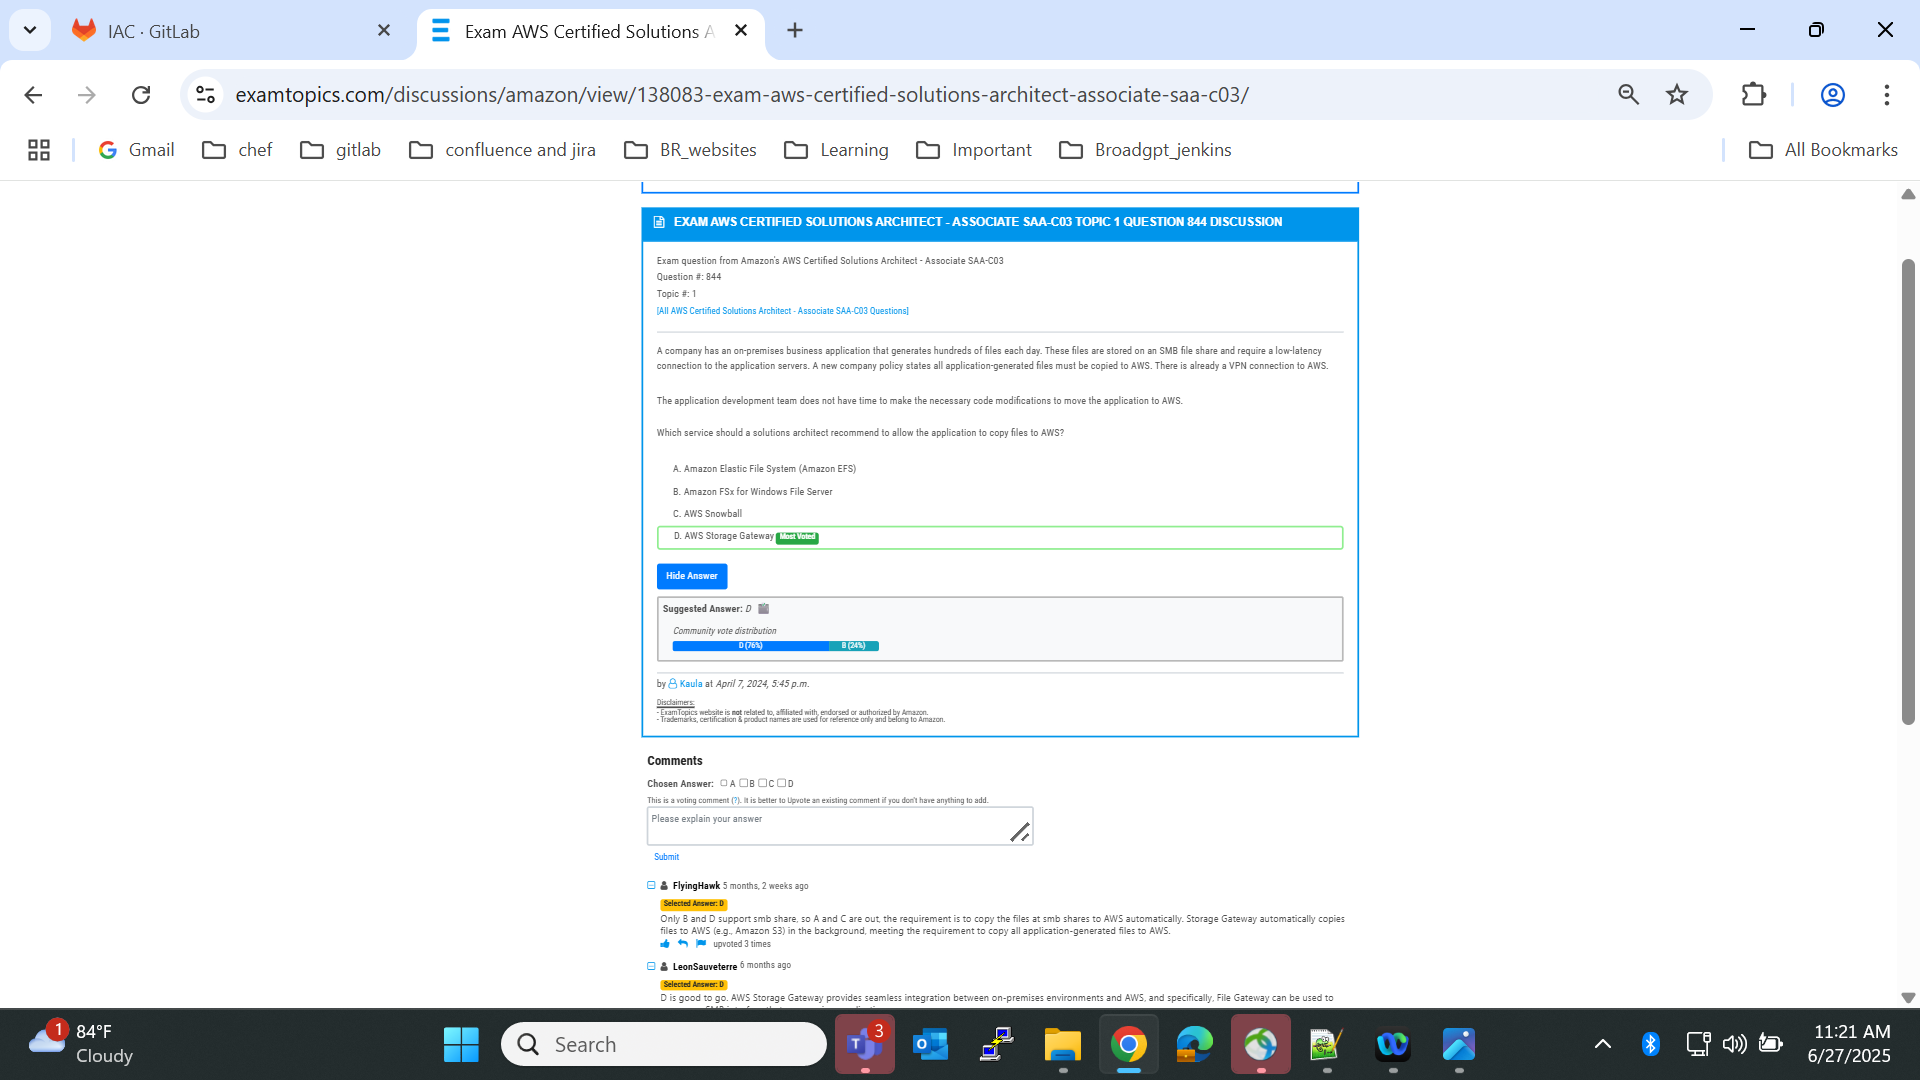 IAC · GitLab
Exam AWS Certified Solutions A
examtopics.com/discussions/amazon/view/138083-exam-aws-certified-solutions-architect-associate-saa-c03/
Gmail
chef
gitlab
confluence and jira
BR_websites
Learning
Important
Broadgpt_jenkins
All Bookmarks
EXAM AWS CERTIFIED SOLUTIONS ARCHITECT - ASSOCIATE SAA-C03 TOPIC 1 QUESTION 844 DISCUSSION
Exam question from Amazon's AWS Certified Solutions Architect - Associate SAA-C03
Question #: 844
Topic #: 1
[All AWS Certified Solutions Architect - Associate SAA-C03 Questions]
A company has an on-premises business application that generates hundreds of files each day. These files are stored on an SMB file share and require a low-latency
connection to the application servers. A new company policy states all application-generated files must be copied to AWS. There is already a VPN connection to AWS.
The application development team does not have time to make the necessary code modifications to move the application to AWS.
Which service should a solutions architect recommend to allow the application to copy files to AWS?
A. Amazon Elastic File System (Amazon EFS)
B. Amazon FSx for Windows File Server
C. AWS Snowball
D. AWS Storage Gateway Most Voted
Hide Answer
Suggested Answer: D
Community vote distribution
D (76%) B (24%)
by Kaula at April 7, 2024, 5:45 p.m.
Disclaimers:
- ExamTopics website is not related to, affiliated with, endorsed or authorized by Amazon.
- Trademarks, certification & product names are used for reference only and belong to Amazon.
Comments
Chosen Answer: A B C D
This is a voting comment (?). It is better to Upvote an existing comment if you don't have anything to add.
Please explain your answer
Submit
FlyingHawk 5 months, 2 weeks ago
Selected Answer: D
Only B and D support smb share, so A and C are out, the requirement is to copy the files at smb shares to AWS automatically. Storage Gateway automatically copies
files to AWS (e.g., Amazon S3) in the background, meeting the requirement to copy all application-generated files to AWS.
upvoted 3 times
LeonSauveterre 6 months ago
Selected Answer: D
D is good to go. AWS Storage Gateway provides seamless integration between on-premises environments and AWS, and specifically, File Gateway can be used to
1
84°F
Cloudy
Search
3
11:21 AM
6/27/2025